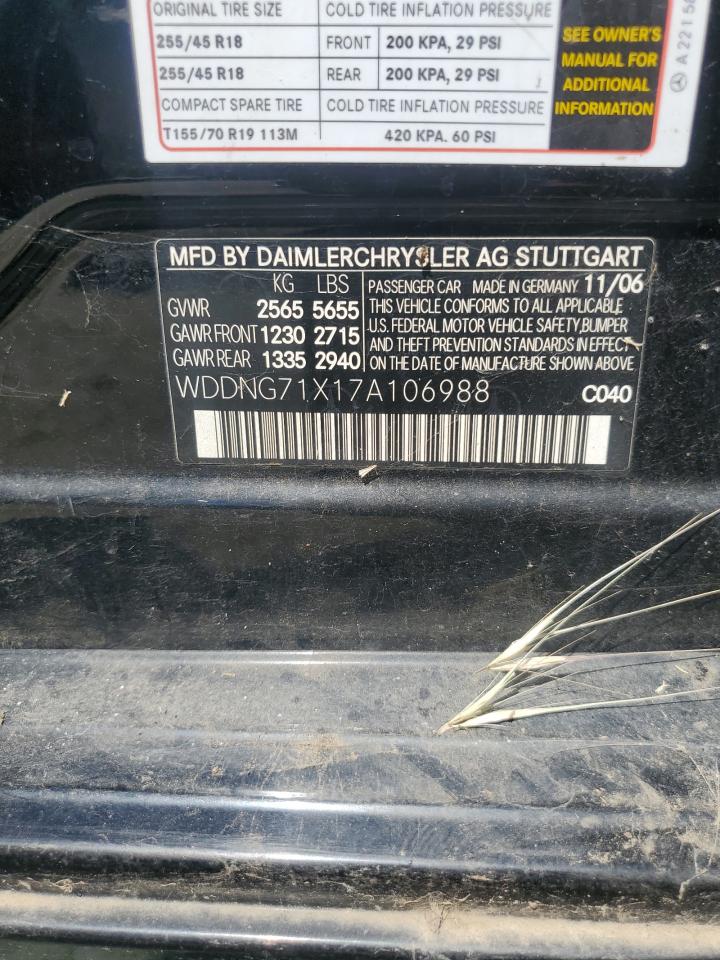 ORIGINAL TIRE SIZE COLD TIRE INFLATION PRESSURE
255/45 R18 FRONT 200 KPA, 29 PSI
255/45 R18 REAR 200 KPA, 29 PSI
COMPACT SPARE TIRE COLD TIRE INFLATION PRESSURE
T155/70 R19 113M 420 KPA. 60 PSI
SEE OWNER'S
MANUAL FOR
ADDITIONAL
INFORMATION
A 221 58
MFD BY DAIMLERCHRYSLER AG STUTTGART
KG LBS
GVWR 2565 5655
GAWR FRONT 1230 2715
GAWR REAR 1335 2940
PASSENGER CAR MADE IN GERMANY 11/06
THIS VEHICLE CONFORMS TO ALL APPLICABLE
U.S. FEDERAL MOTOR VEHICLE SAFETY, BUMPER
AND THEFT PREVENTION STANDARDS IN EFFECT
ON THE DATE OF MANUFACTURE SHOWN ABOVE
WDDNG71X17A106988 C040